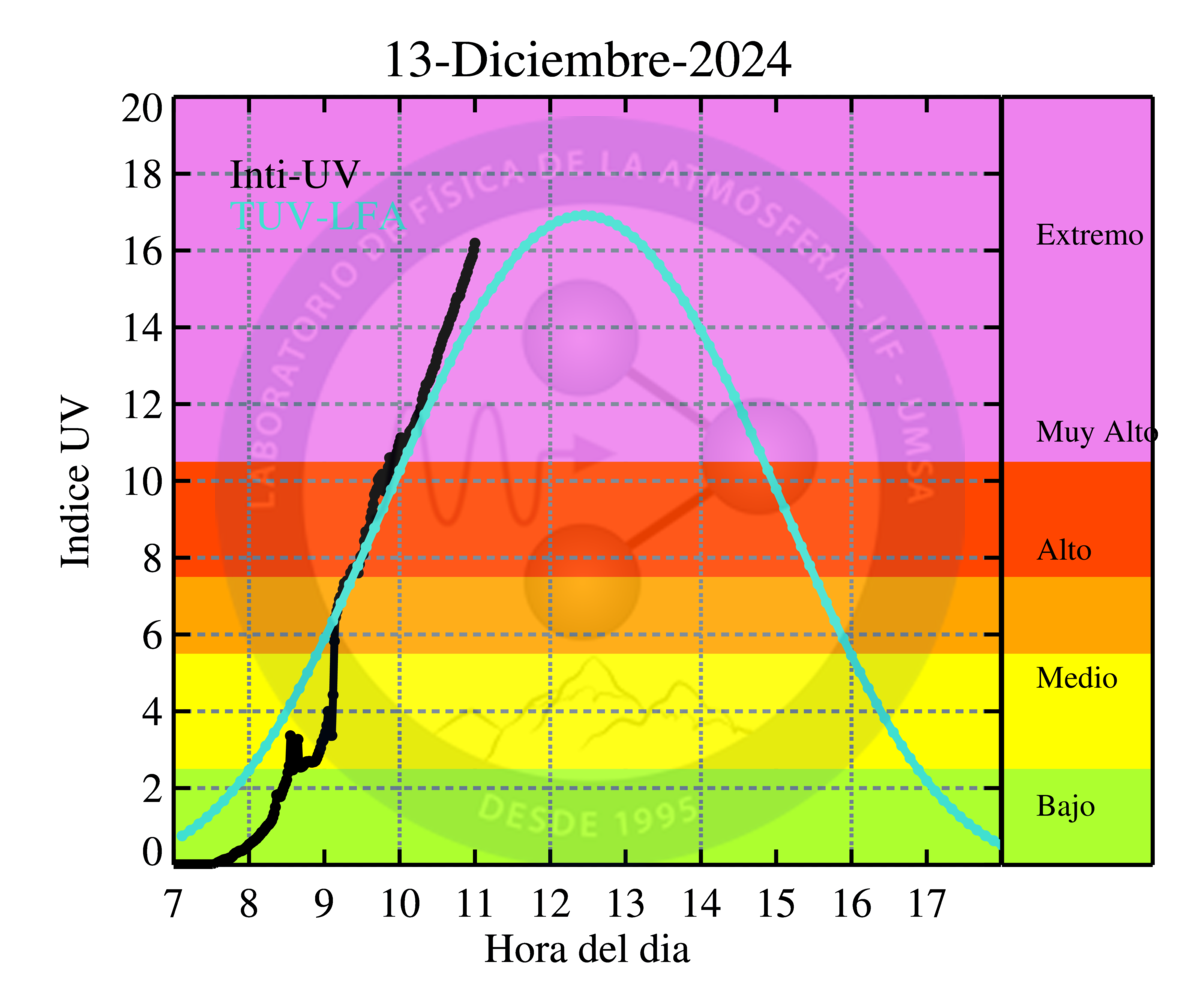 13-Diciembre-2024
20
18
16
14
12
10
8
6
4
2
0
Indice UV
Inti-UV
TUV-LFA
LABORATORIO DE FÍSICA DE LA ATMÓSFERA - IIF - UMSA
DESDE 1995
Extremo
Muy Alto
Alto
Medio
Bajo
7 8 9 10 11 12 13 14 15 16 17
Hora del dia